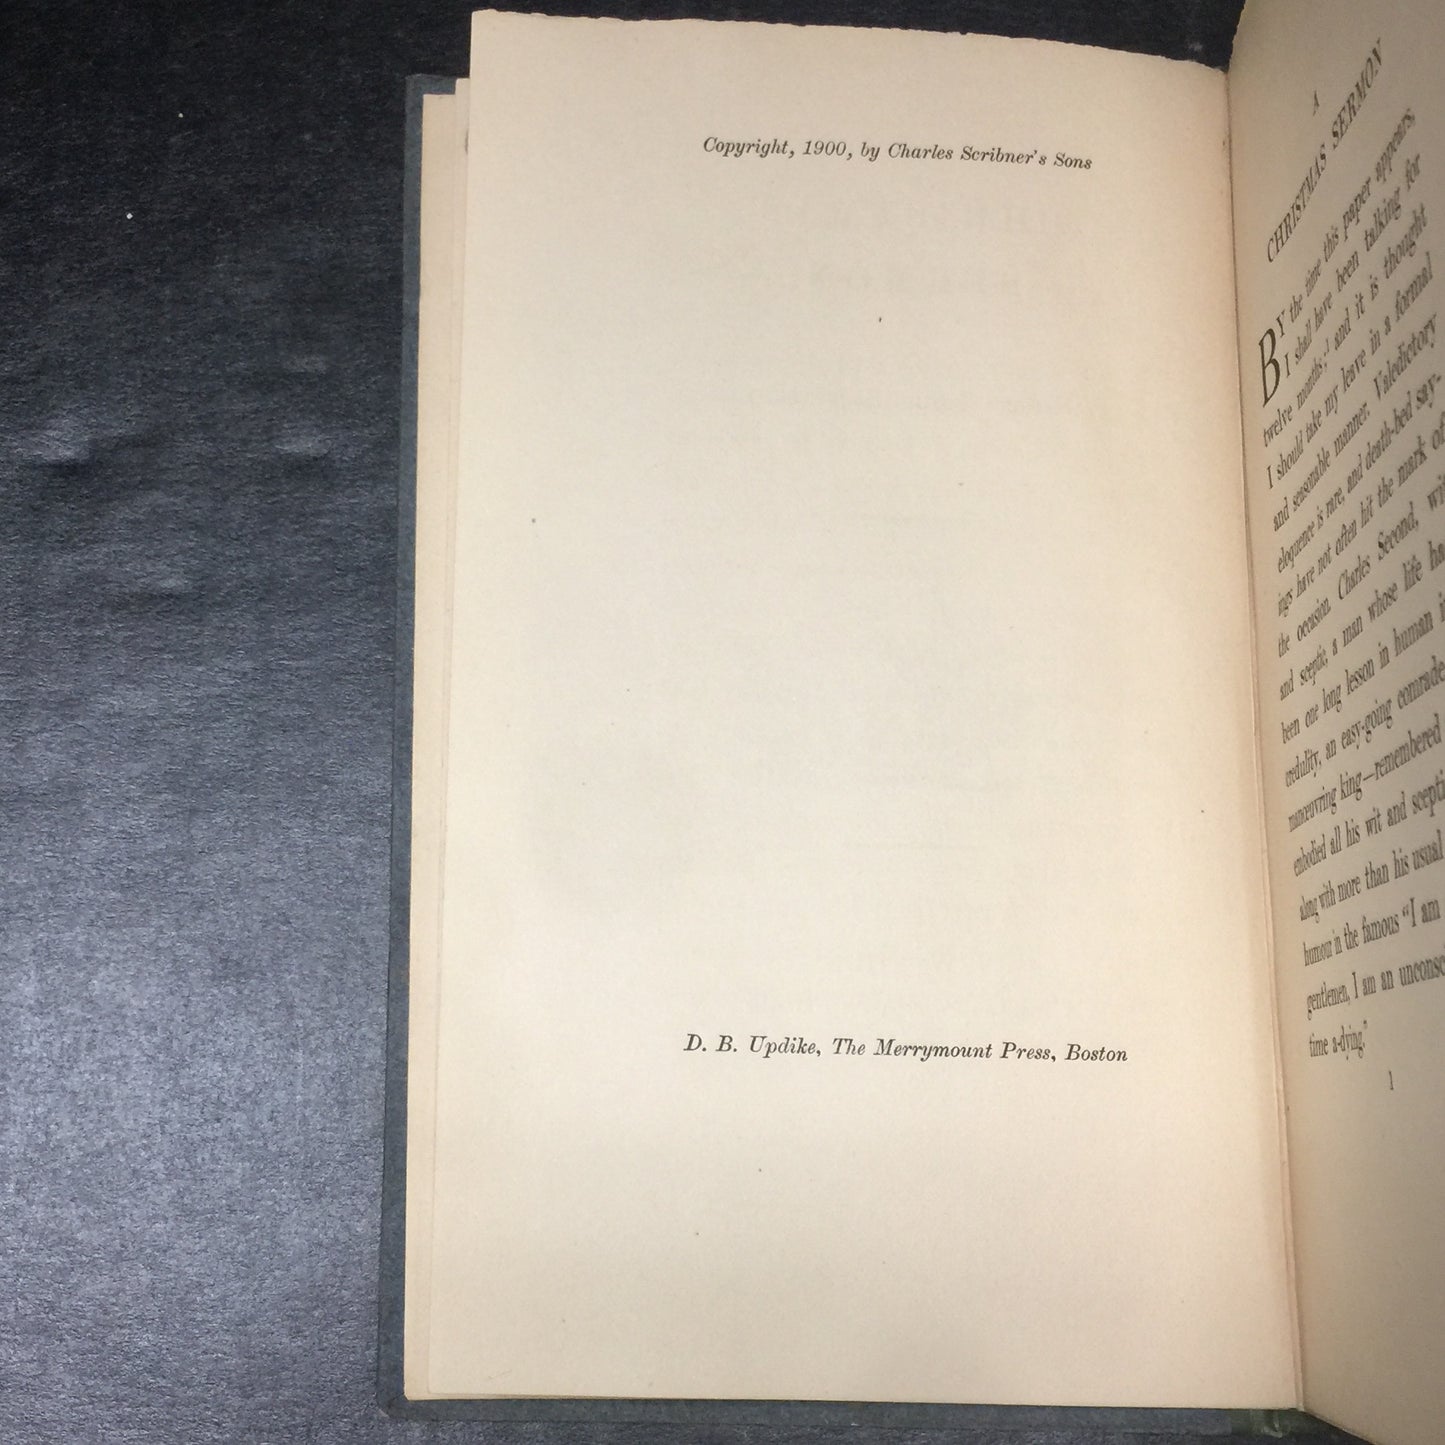 Copyright, 1900, by Charles Scribner's Sons
D. B. Updike, The Merrymount Press, Boston
A
CHRISTMAS SERMON
BY the time this paper appears,
I shall have been talking for
twelve months;¹ and it is thought
I should take my leave in a formal
and seasonable manner. Valedictory
eloquence is rare, and death-bed say-
ings have not often hit the mark of
the occasion. Charles Second, wi
and sceptic, a man whose life ha
been one long lesson in human i
credulity, an easy-going comrade
manœuvring king—remembered
embodied all his wit and scepti
along with more than his usual
humour in the famous "I am
gentlemen, I am an unconsc
time a-dying."
1